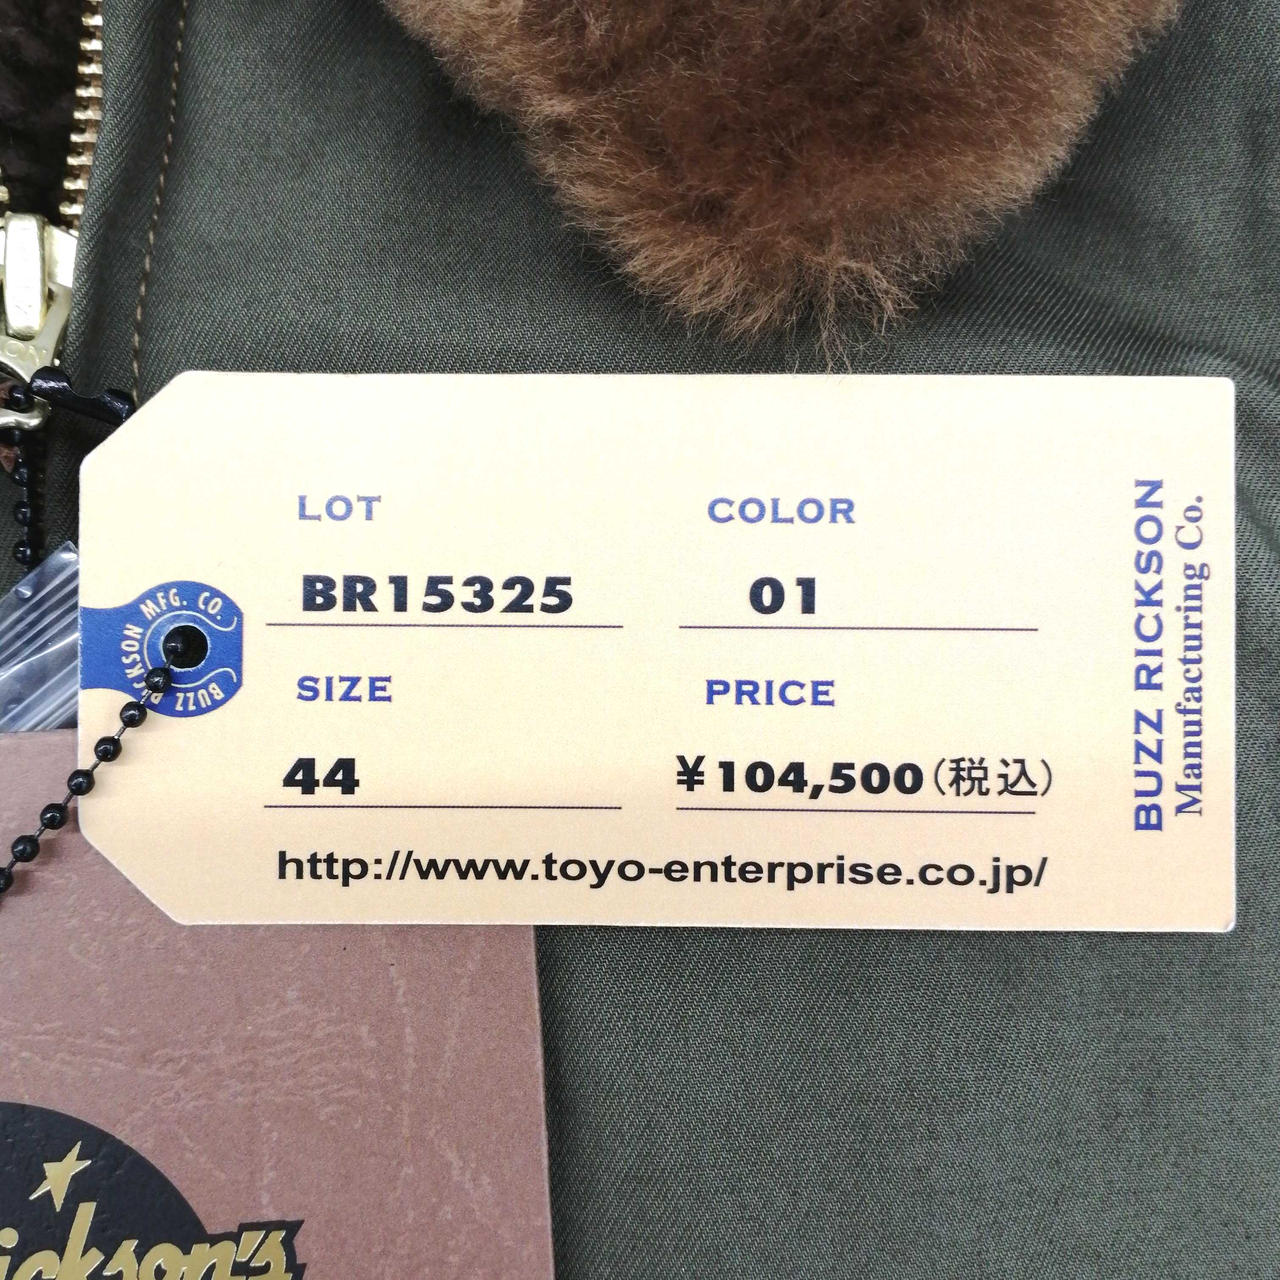 LOT
BR15325
COLOR
01
SIZE
44
PRICE
¥104,500(税込)
http://www.toyo-enterprise.co.jp/
BUZZ RICKSON
Manufacturing Co.
BUZZ RICKSON MFG. CO.
ickson's